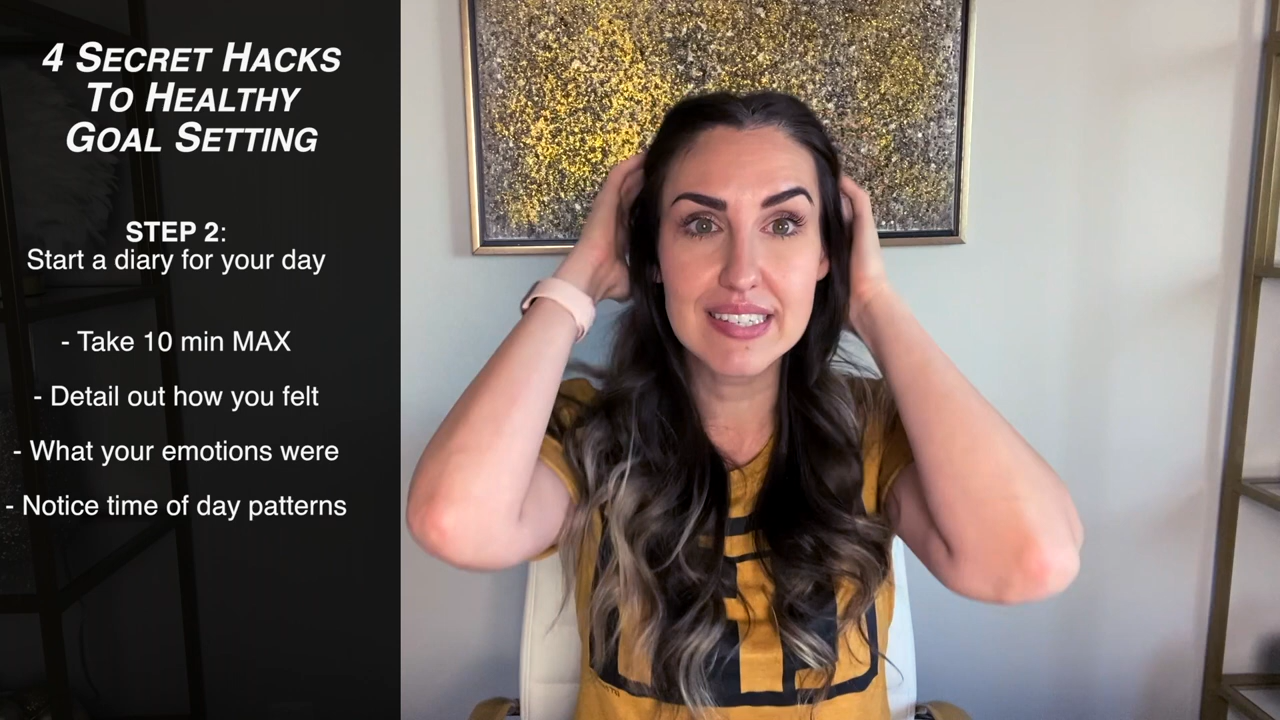 4 SECRET HACKS
TO HEALTHY
GOAL SETTING
STEP 2:
Start a diary for your day
- Take 10 min MAX
- Detail out how you felt
- What your emotions were
- Notice time of day patterns